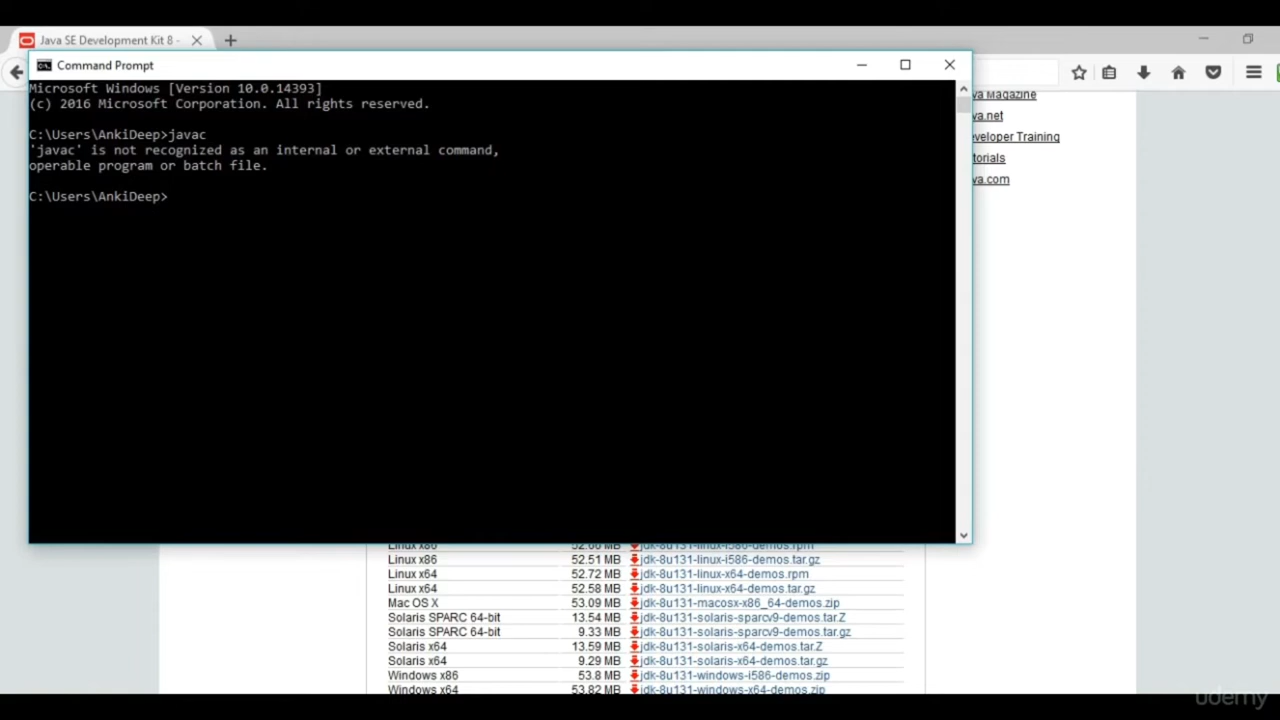 Java SE Development Kit 8 -
Command Prompt
Microsoft Windows [Version 10.0.14393]
(c) 2016 Microsoft Corporation. All rights reserved.
C:\Users\AnkiDeep>javac
'javac' is not recognized as an internal or external command,
operable program or batch file.
C:\Users\AnkiDeep>
va Magazine
va.net
eveloper Training
torials
va.com
Linux x86 52.66 MB jdk-8u131-linux-i586-demos.rpm
Linux x86 52.51 MB jdk-8u131-linux-i586-demos.tar.gz
Linux x64 52.72 MB jdk-8u131-linux-x64-demos.rpm
Linux x64 52.58 MB jdk-8u131-linux-x64-demos.tar.gz
Mac OS X 53.09 MB jdk-8u131-macosx-x86_64-demos.zip
Solaris SPARC 64-bit 13.54 MB jdk-8u131-solaris-sparcv9-demos.tar.Z
Solaris SPARC 64-bit 9.33 MB jdk-8u131-solaris-sparcv9-demos.tar.gz
Solaris x64 13.59 MB jdk-8u131-solaris-x64-demos.tar.Z
Solaris x64 9.29 MB jdk-8u131-solaris-x64-demos.tar.gz
Windows x86 53.8 MB jdk-8u131-windows-i586-demos.zip
Windows x64 53.82 MB jdk-8u131-windows-x64-demos.zip
udemy